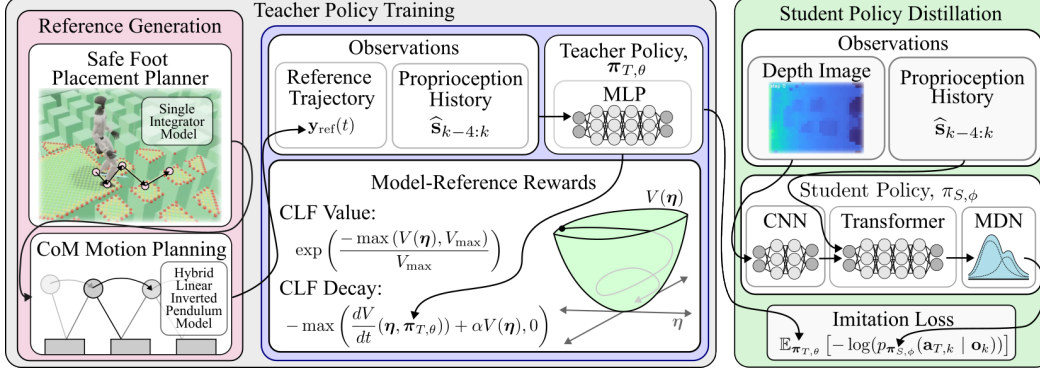 Teacher Policy Training
Reference Generation
Safe Foot
Placement Planner
Single
Integrator
Model
CoM Motion Planning
Hybrid
Linear
Inverted
Pendulum
Model
Observations
Reference
Trajectory
y_ref(t)
Proprioception
History
ŝ_{k−4:k}
Teacher Policy,
π_{T,θ}
MLP
Model-Reference Rewards
CLF Value:
exp( −max (V(η), V_max) / V_max )
CLF Decay:
−max( dV/dt (η, π_{T,θ})) + αV(η), 0 )
V(η)
η
Student Policy Distillation
Observations
Depth Image
Proprioception
History
ŝ_{k−4:k}
Student Policy, π_{S,ϕ}
CNN
Transformer
MDN
Imitation Loss
𝔼_{π_{T,θ}} [−log(p_{π_{S,ϕ}}(a_{T,k} | o_k))]